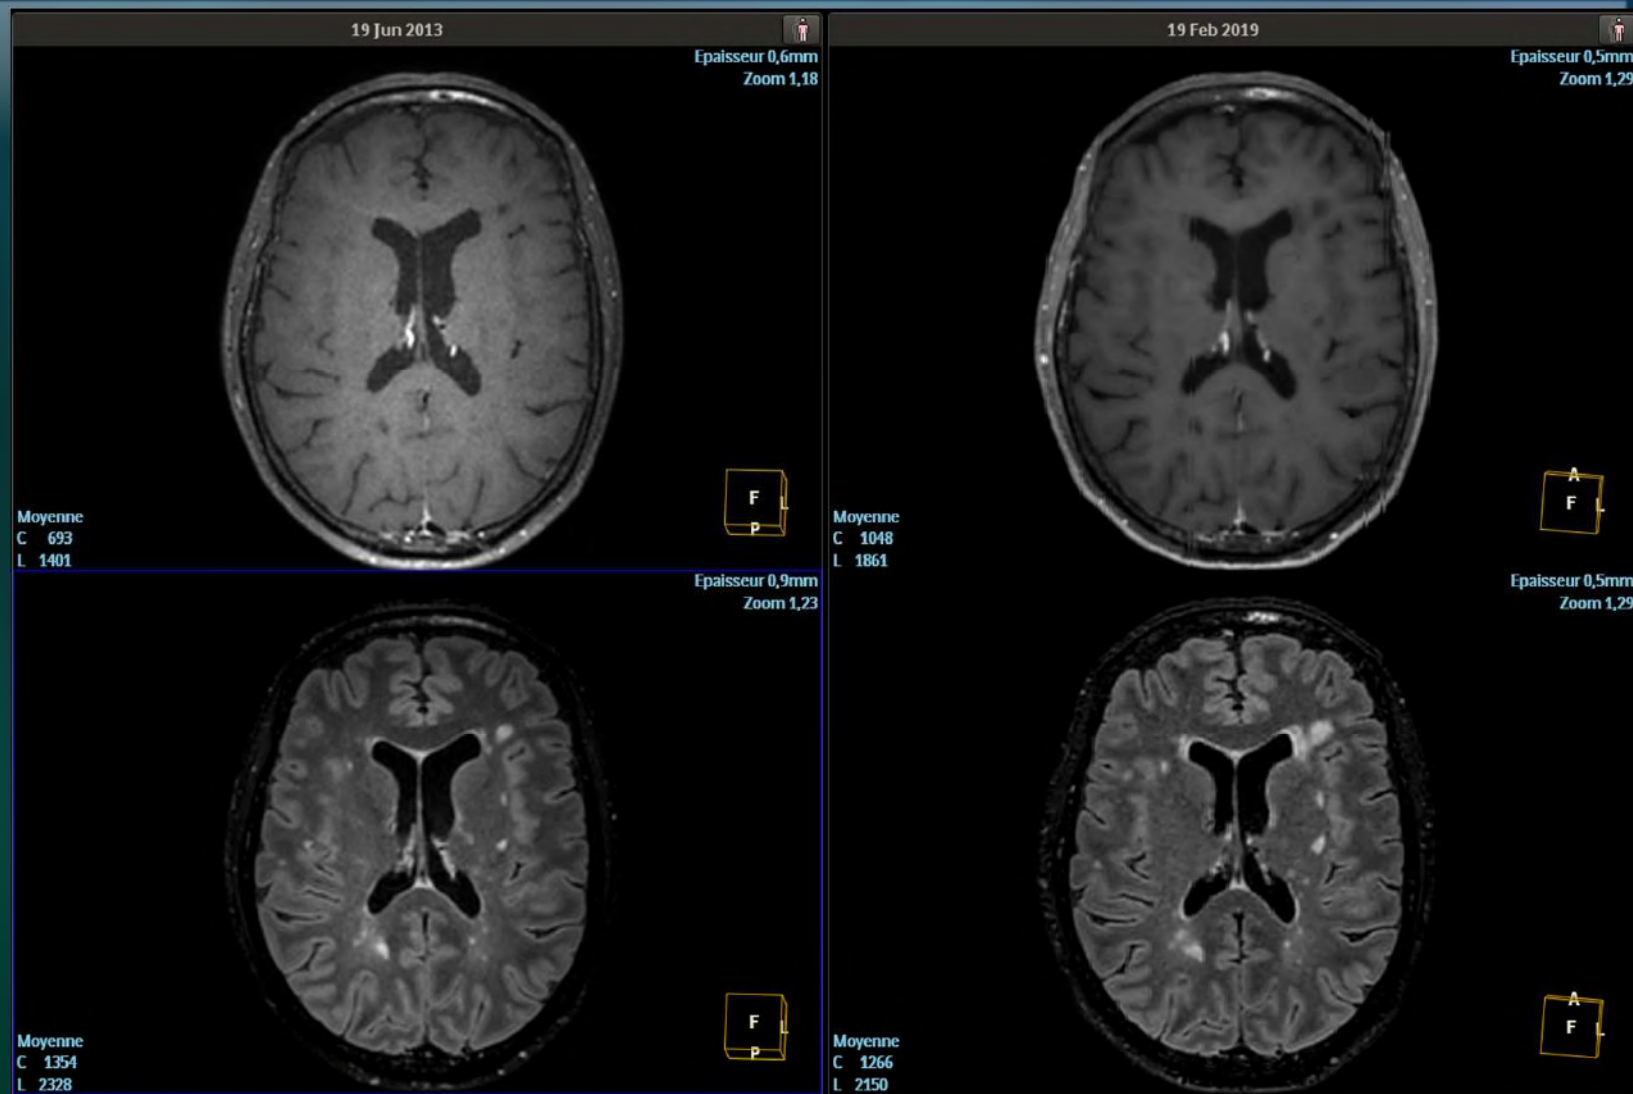 19 Jun 2013
Epaisseur 0,6mm
Zoom 1,18
F
L
P
Moyenne
C 693
L 1401
19 Feb 2019
Epaisseur 0,5mm
Zoom 1,29
A
F
L
Moyenne
C 1048
L 1861
Epaisseur 0,9mm
Zoom 1,23
F
L
P
Moyenne
C 1354
L 2328
Epaisseur 0,5mm
Zoom 1,29
A
F
L
Moyenne
C 1266
L 2150